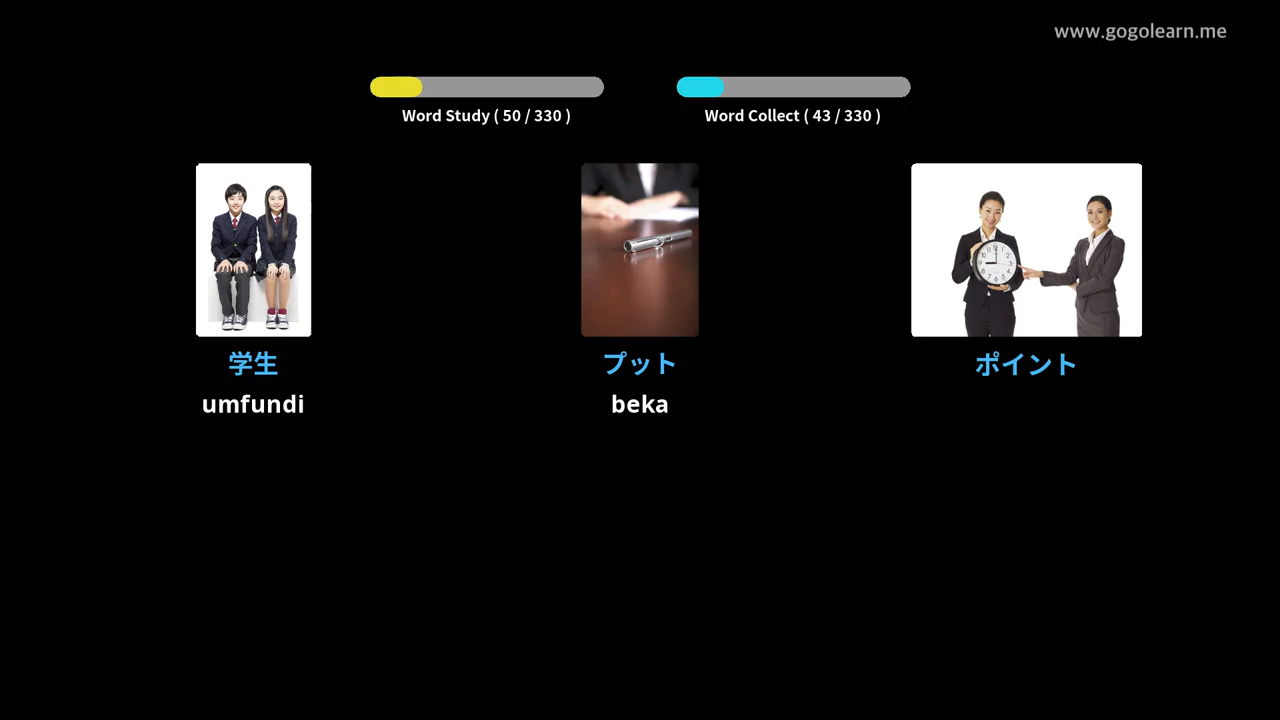 www.gogolearn.me
Word Study ( 50 / 330 )
Word Collect ( 43 / 330 )
学生
プット
ポイント
umfundi
beka